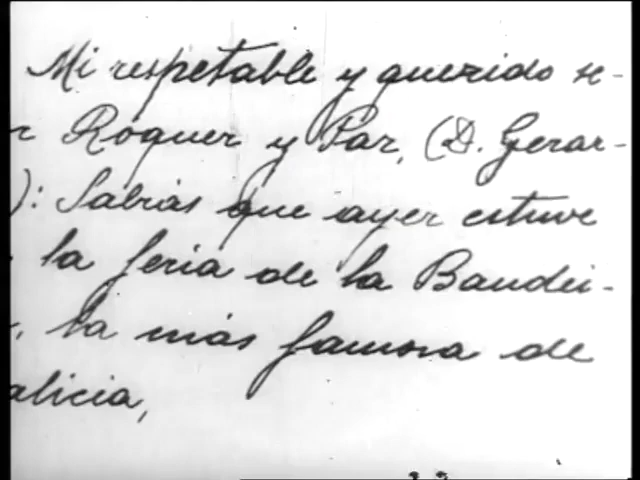 Mi respetable y querido se-
r Roquer y Par, (D. Gerar-
): Sabrás que ayer estuve
la feria de la Bandei-
, la más famosa de
alicia,